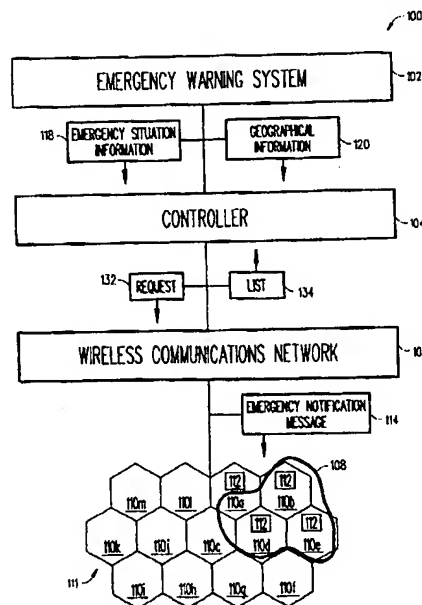 100
EMERGENCY WARNING SYSTEM
102
118
EMERGENCY SITUATION
INFORMATION
GEOGRAPHICAL
INFORMATION
120
CONTROLLER
104
132
REQUEST
LIST
134
WIRELESS COMMUNICATIONS NETWORK
10
EMERGENCY NOTIFICATION
MESSAGE
114
108
112
112
110m
110l
110a
110b
112
112
110k
110j
110c
110d
110e
111
110i
110h
110g
110f